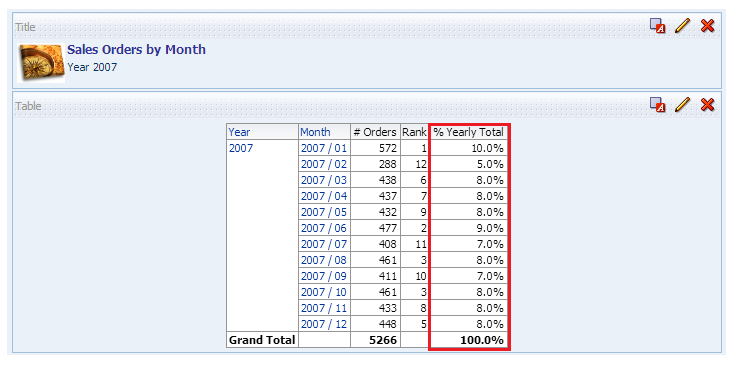 Title
Sales Orders by Month
Year 2007
Table
Year Month # Orders Rank % Yearly Total
2007 2007 / 01 572 1 10.0%
2007 / 02 288 12 5.0%
2007 / 03 438 6 8.0%
2007 / 04 437 7 8.0%
2007 / 05 432 9 8.0%
2007 / 06 477 2 9.0%
2007 / 07 408 11 7.0%
2007 / 08 461 3 8.0%
2007 / 09 411 10 7.0%
2007 / 10 461 3 8.0%
2007 / 11 433 8 8.0%
2007 / 12 448 5 8.0%
Grand Total 5266 100.0%